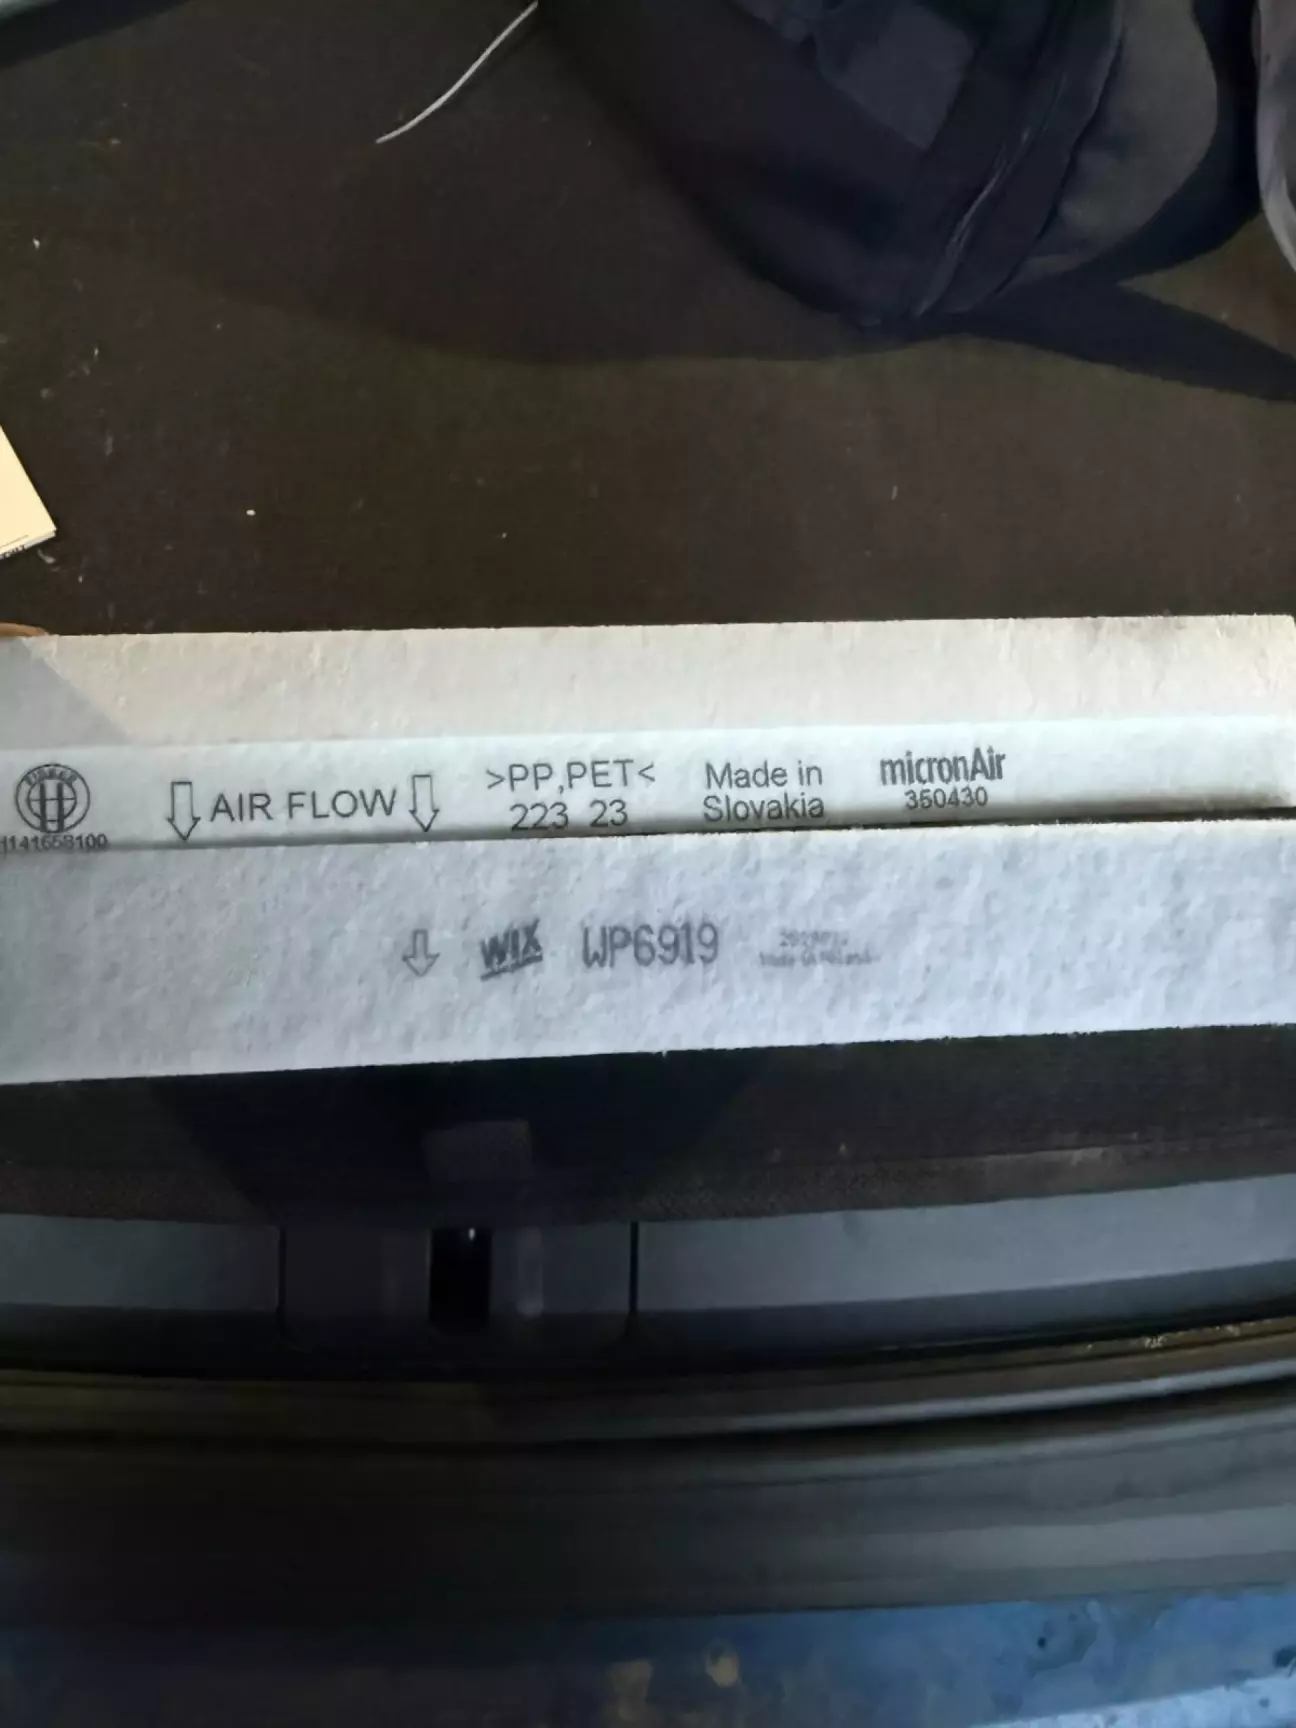 AIR FLOW
>PP,PET<
223 23
Made in
Slovakia
micronAir
350430
WIX WP6919